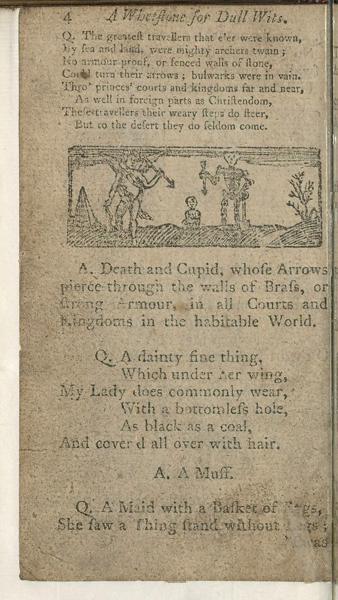 4 A Whetſtone for Dull Wits.
Q. The greateſt travellers that e'er were known,
By ſea and land, were mighty archers twain ;
No armour proof, or fenced walls of ſtone,
Could turn their arrows ; bulwarks were in vain.
Thro' princes' courts and kingdoms far and near,
As well in foreign parts as Chriſtendom,
Theſe travellers their weary ſteps do ſteer,
But to the deſert they do ſeldom come.
A. Death and Cupid, whoſe Arrows
pierce through the walls of Braſs, or
ſtrong Armour, in all Courts and
Kingdoms in the habitable World.
Q. A dainty fine thing,
Which under her wing,
My Lady does commonly wear,
With a bottomleſs hole,
As black as a coal,
And cover'd all over with hair.
A. A Muff.
Q. A Maid with a Basket of
She ſaw a Thing ſtand without